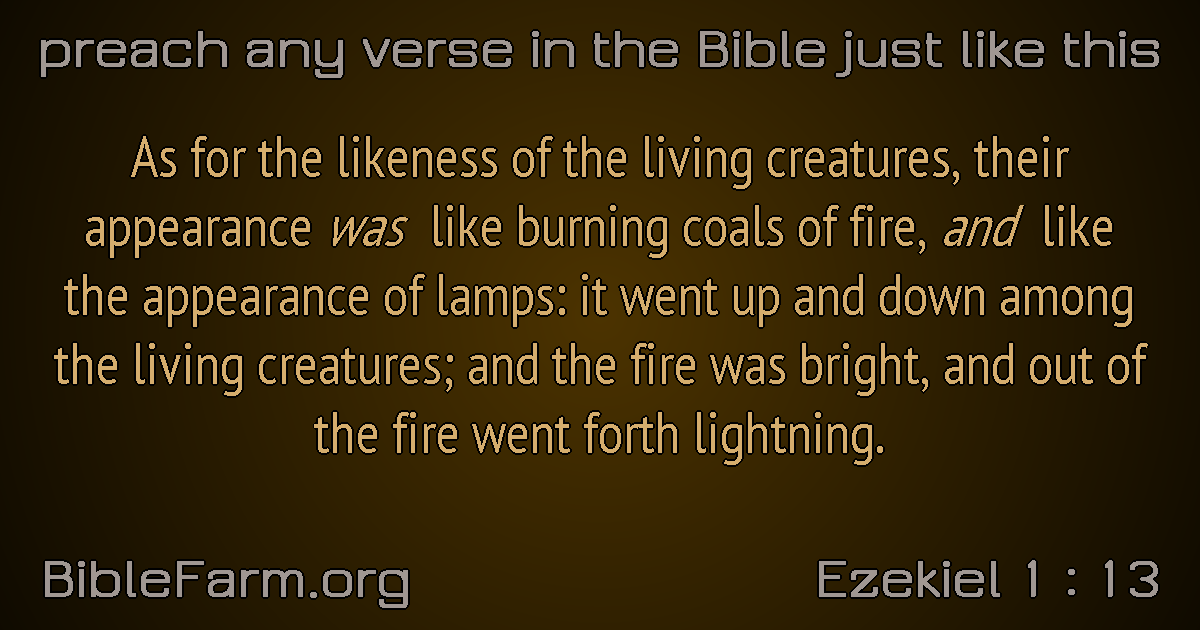 preach any verse in the Bible just like this
As for the likeness of the living creatures, their
appearance was like burning coals of fire, and like
the appearance of lamps: it went up and down among
the living creatures; and the fire was bright, and out of
the fire went forth lightning.
BibleFarm.org
Ezekiel 1 : 13